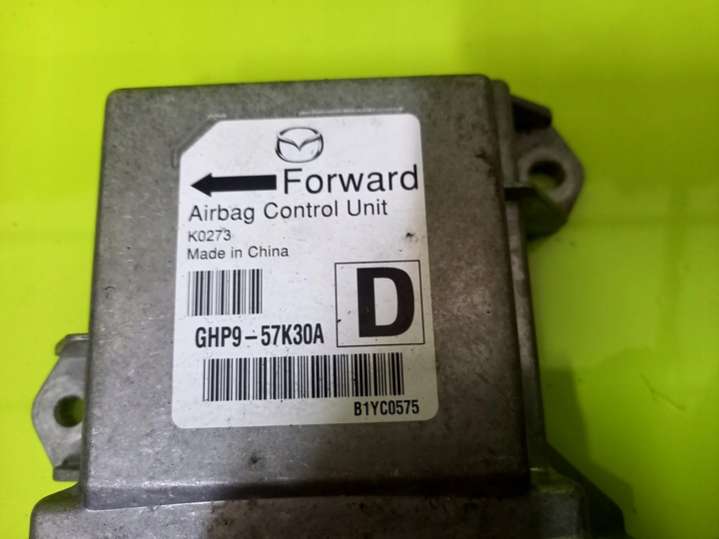 Forward
Airbag Control Unit
K0273
Made in China
D
GHP9-57K30A
B1YC0575